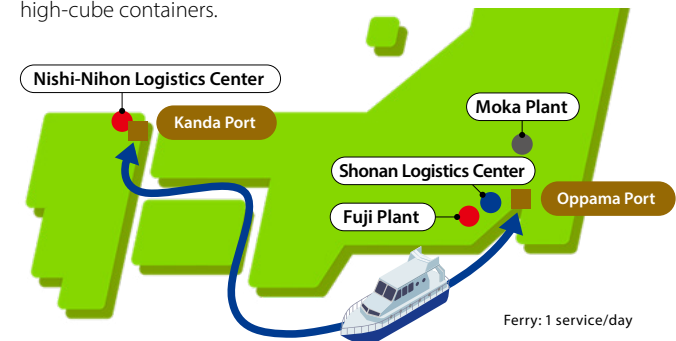 high-cube containers.
Nishi-Nihon Logistics Center
Kanda Port
Moka Plant
Shonan Logistics Center
Oppama Port
Fuji Plant
Ferry: 1 service/day